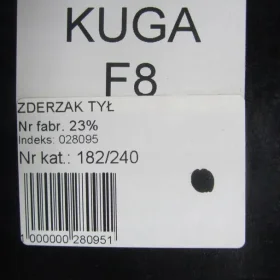 KUGA
F8
ZDERZAK TYŁ
Nr fabr. 23%
Indeks: 028095
Nr kat.: 182/240
1 000000 280951